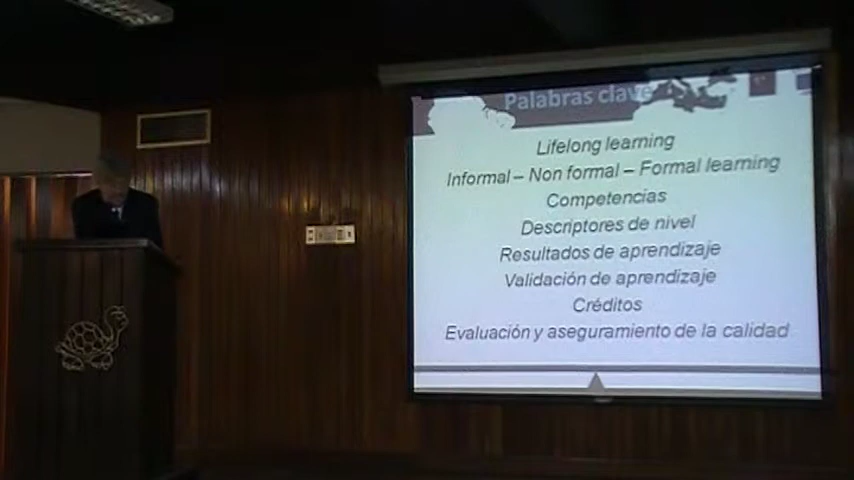 Palabras clave
Lifelong learning
Informal – Non formal – Formal learning
Competencias
Descriptores de nivel
Resultados de aprendizaje
Validación de aprendizaje
Créditos
Evaluación y aseguramiento de la calidad